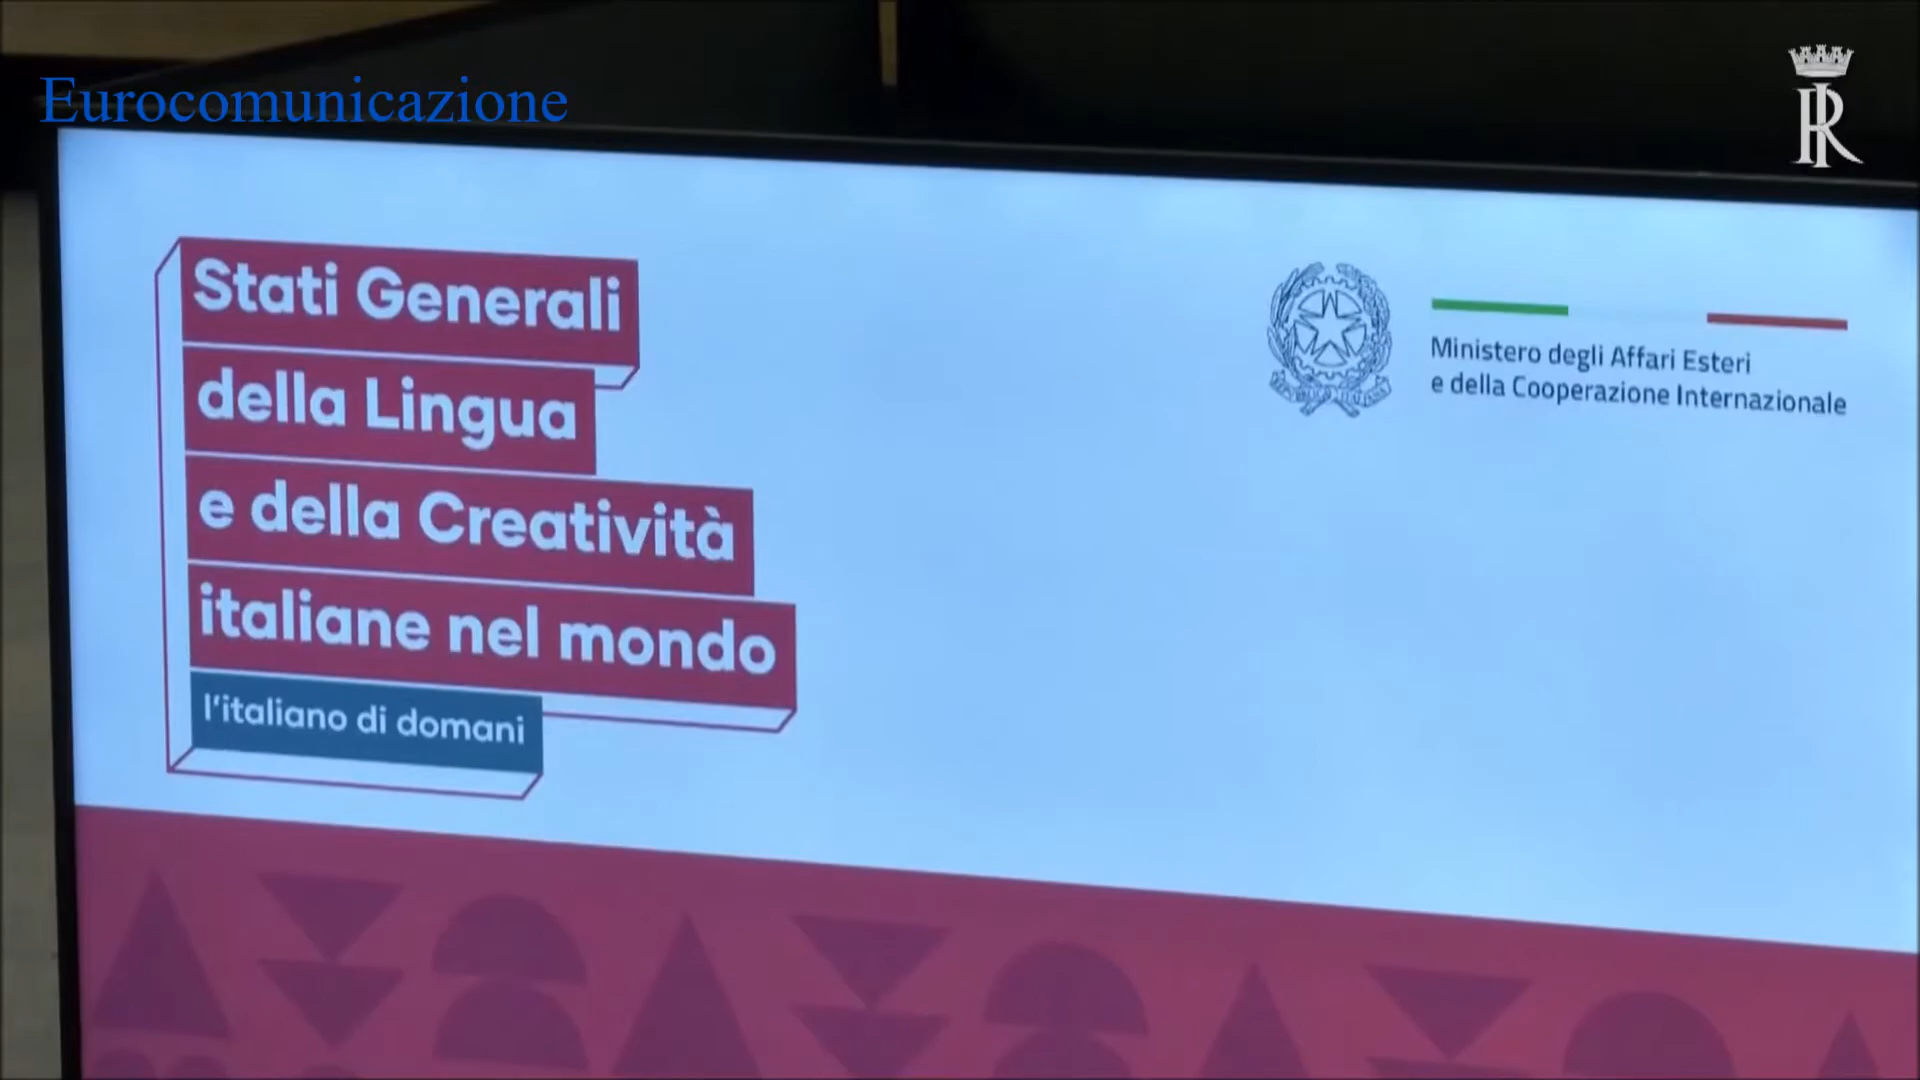 Eurocomunicazione
Stati Generali
della Lingua
e della Creatività
italiane nel mondo
l'italiano di domani
Ministero degli Affari Esteri
e della Cooperazione Internazionale